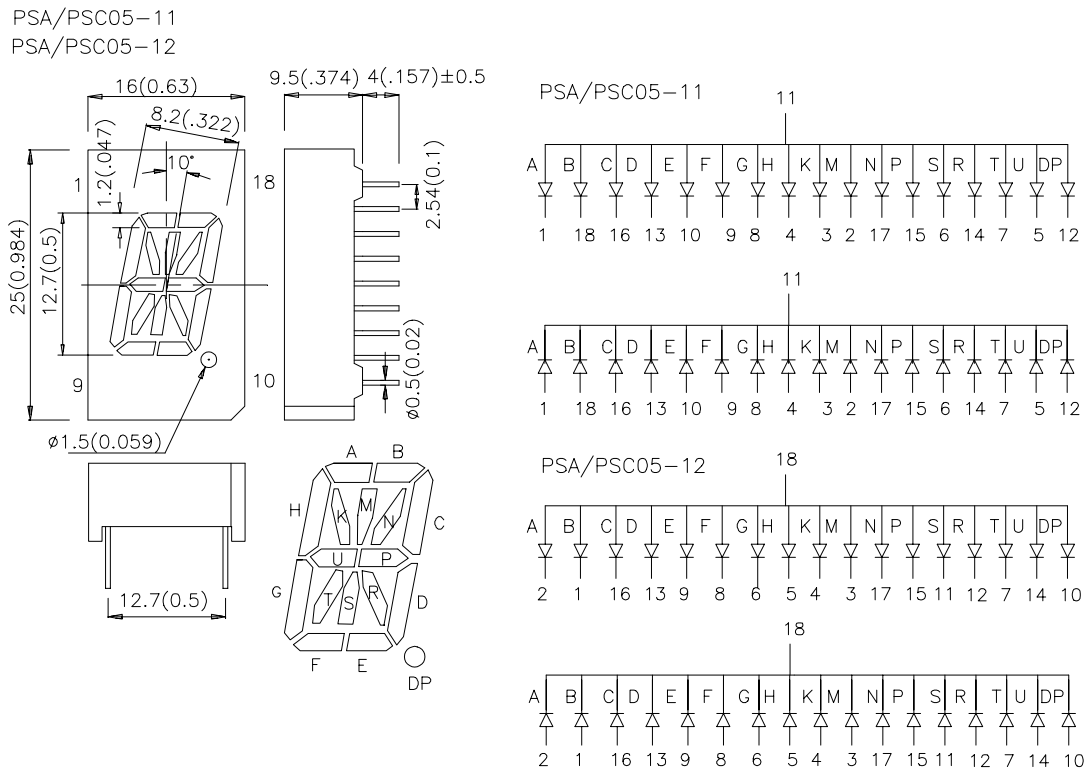 PSA/PSC05-11
PSA/PSC05-12
16(0.63)
8.2(.322)
1.2(.047)
10°
1
18
25(0.984)
12.7(0.5)
9
10
ø1.5(0.059)
9.5(.374)
4(.157)±0.5
2.54(0.1)
ø0.5(0.02)
12.7(0.5)
A B
H K M N C
U P
G T S R D
F E
DP
PSA/PSC05-11
11
A B C D E F G H K M N P S R T U DP
1 18 16 13 10 9 8 4 3 2 17 15 6 14 7 5 12
11
A B C D E F G H K M N P S R T U DP
1 18 16 13 10 9 8 4 3 2 17 15 6 14 7 5 12
PSA/PSC05-12
18
A B C D E F G H K M N P S R T U DP
2 1 16 13 9 8 6 5 4 3 17 15 11 12 7 14 10
18
A B C D E F G H K M N P S R T U DP
2 1 16 13 9 8 6 5 4 3 17 15 11 12 7 14 10